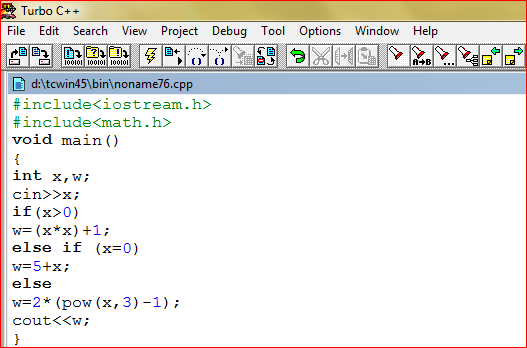 Turbo C++
File Edit Search View Project Debug Tool Options Window Help
d:\tcwin45\bin\noname76.cpp
#include<iostream.h>
#include<math.h>
void main()
{
int x,w;
cin>>x;
if(x>0)
w=(x*x)+1;
else if (x=0)
w=5+x;
else
w=2*(pow(x,3)-1);
cout<<w;
}